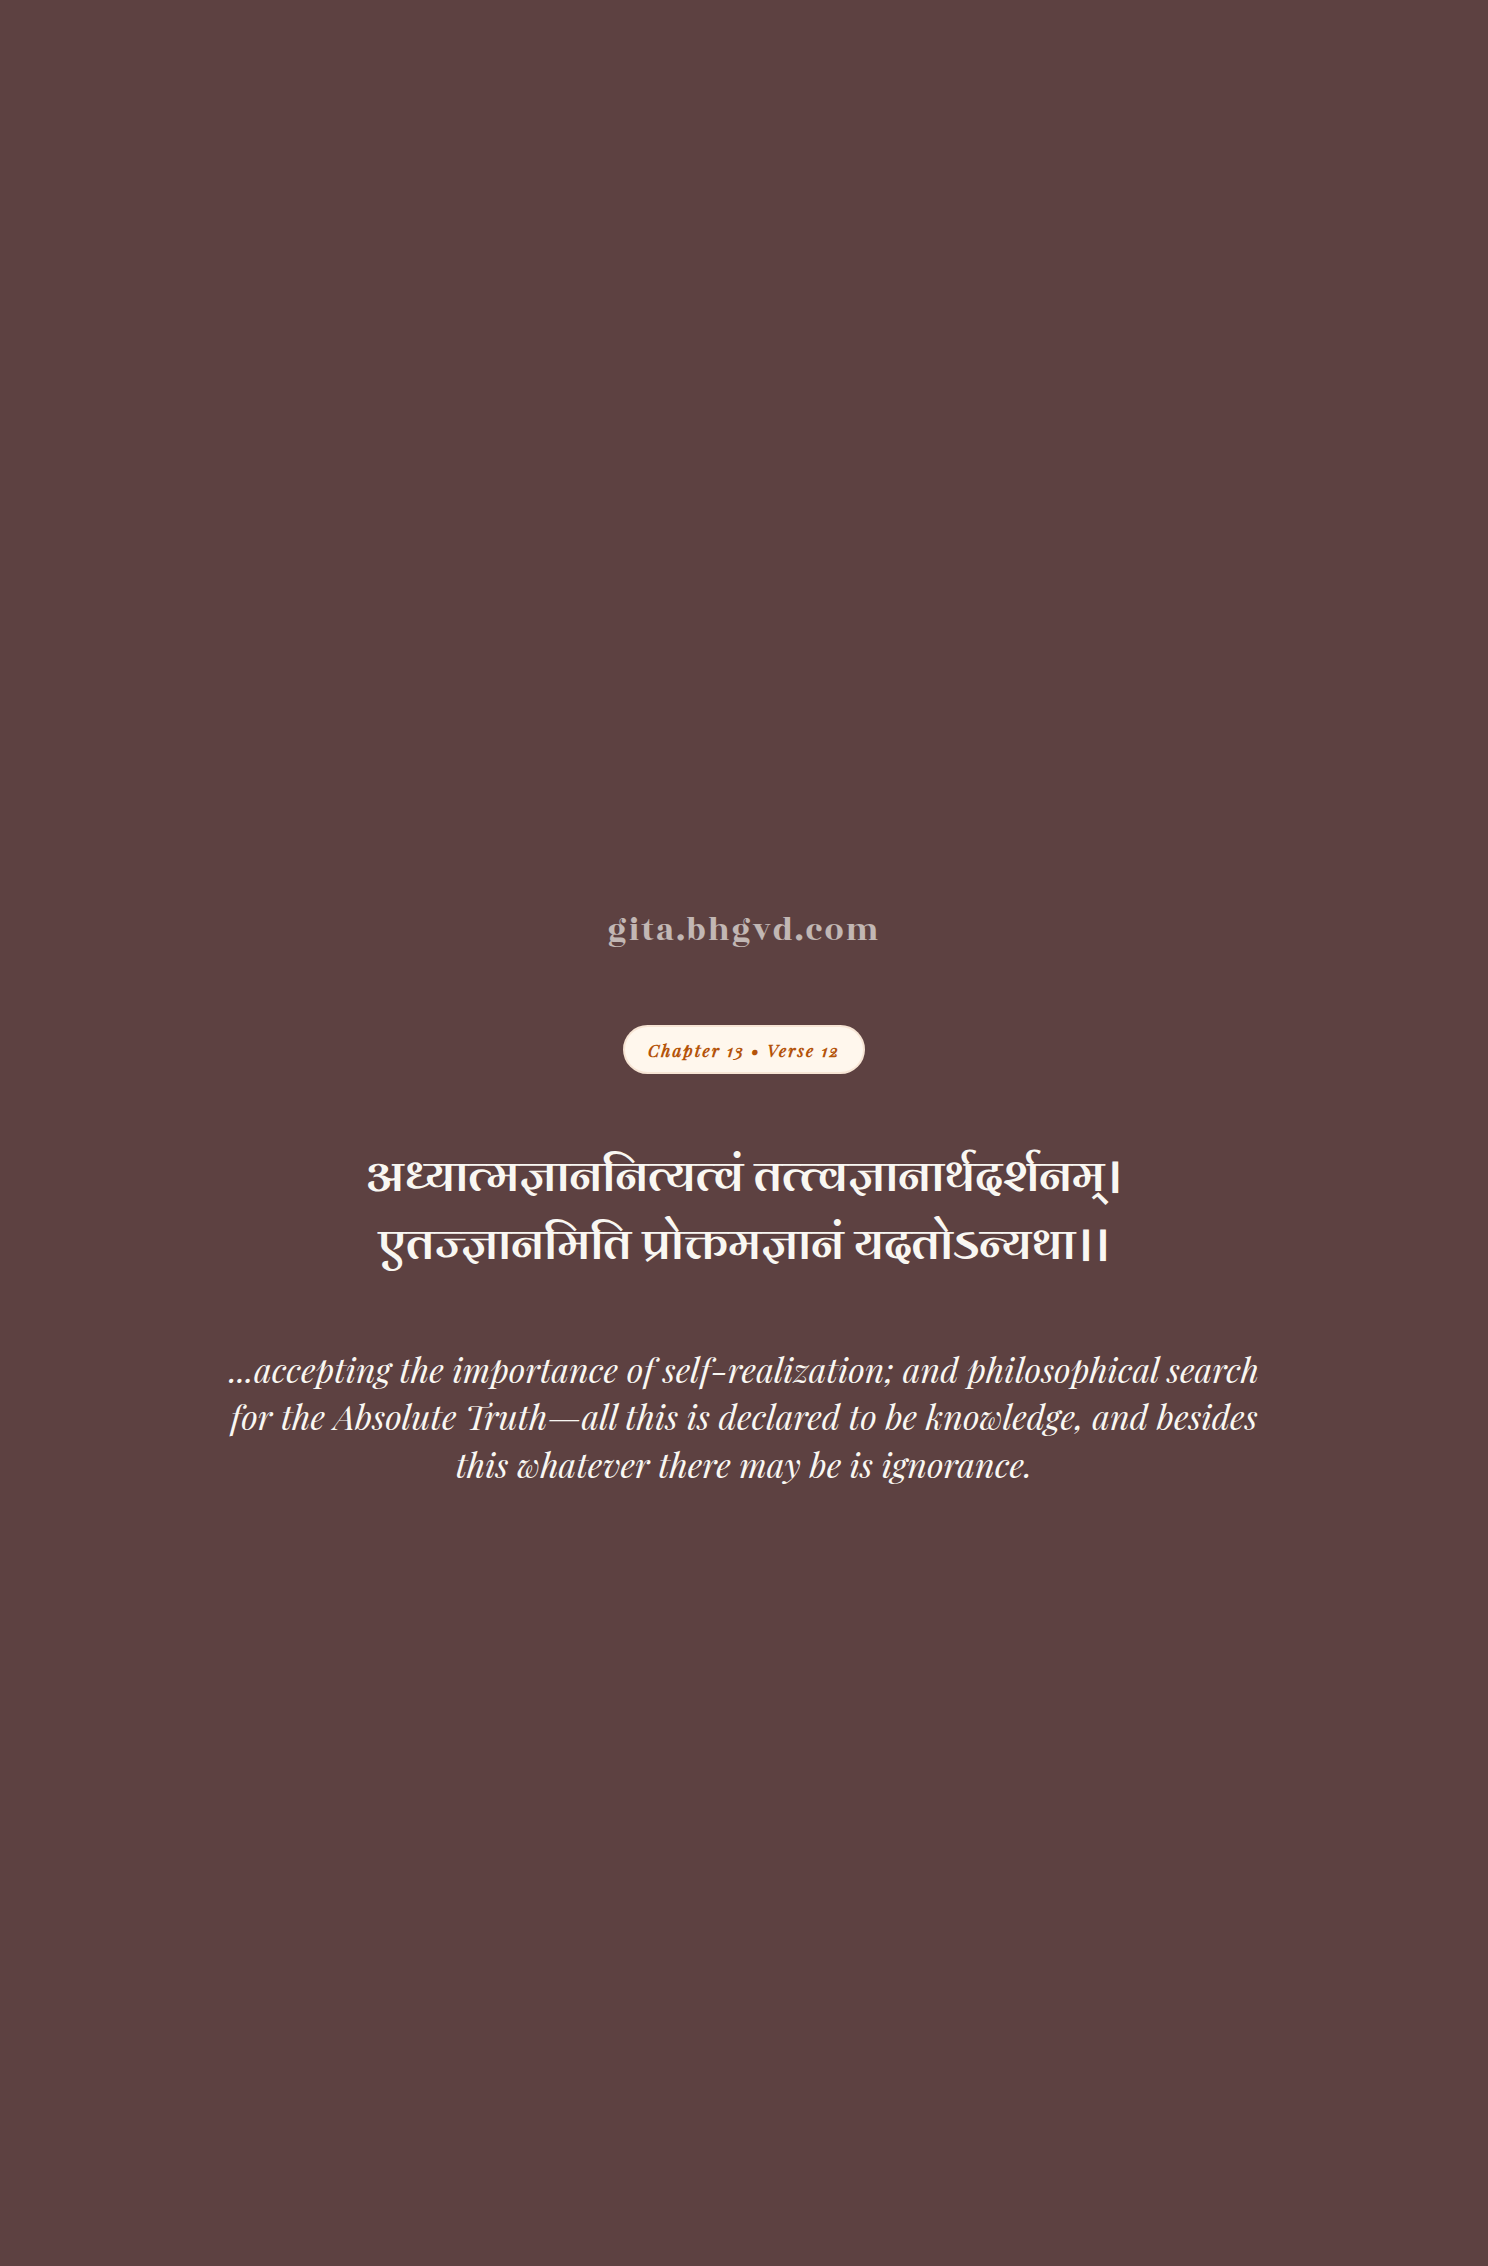 gita.bhgvd.com
Chapter 13 • Verse 12
अध्यात्मज्ञाननित्यत्वं तत्त्वज्ञानार्थदर्शनम्।
एतज्ज्ञानमिति प्रोक्तमज्ञानं यदतोऽन्यथा।।
...accepting the importance of self-realization; and philosophical search
for the Absolute Truth—all this is declared to be knowledge, and besides
this whatever there may be is ignorance.